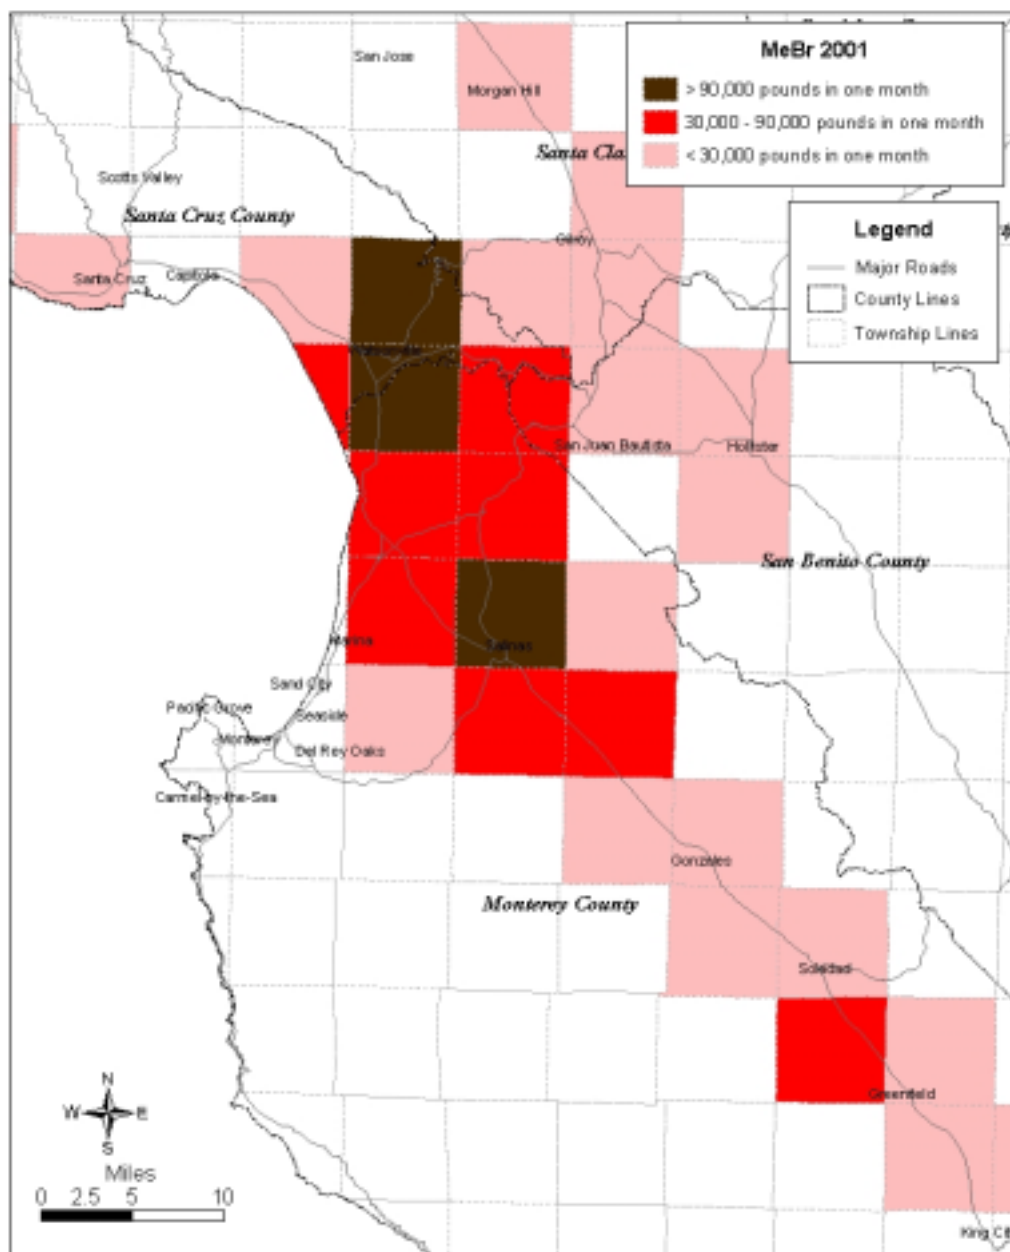 San Jose
MeBr 2001
Morgan Hill
> 90,000 pounds in one month
30,000 - 90,000 pounds in one month
Santa Cla
< 30,000 pounds in one month
Scotts Valley
Santa Cruz County
Legend
Gilroy
Santa Cruz
Capitola
Major Roads
County Lines
Township Lines
San Juan Bautista
Hollister
San Benito County
Marina
Salinas
Sand City
Pacific Grove
Seaside
Monterey
Del Rey Oaks
Carmel-by-the-Sea
Gonzales
Monterey County
Soledad
N
W
E
S
Greenfield
Miles
0 2.5 5 10
King Cit